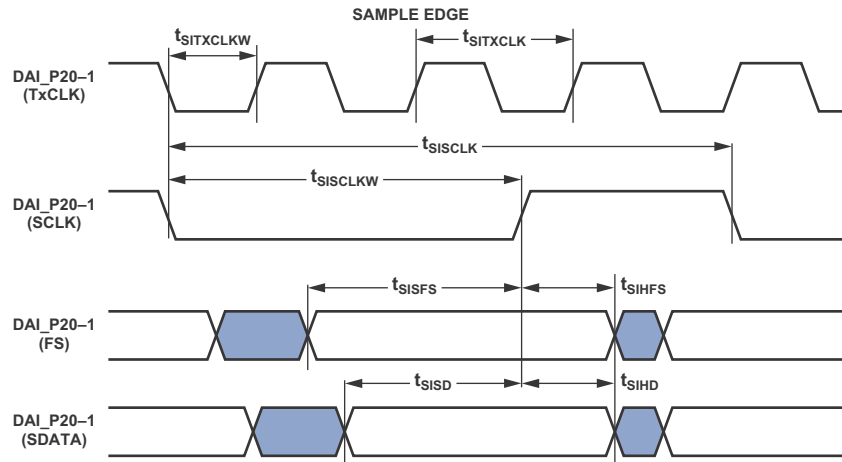 SAMPLE EDGE
tSITXCLKW
tSITXCLK
DAI_P20–1
(TxCLK)
tSISCLK
tSISCLKW
DAI_P20–1
(SCLK)
tSISFS
tSIHFS
DAI_P20–1
(FS)
tSISD
tSIHD
DAI_P20–1
(SDATA)